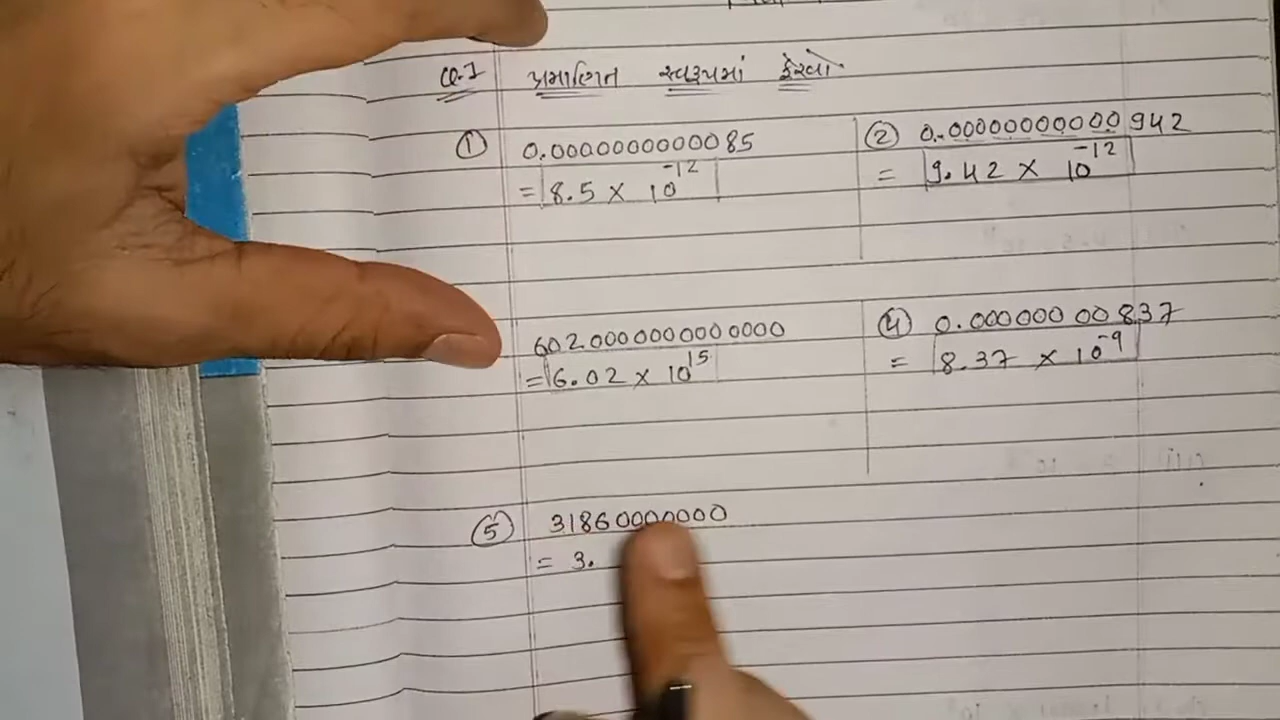 Q.1 પ્રમાણિત સ્વરૂપમાં ફેરવો.
① 0.0000000000085
= 8.5 × 10⁻¹²
② 0.00000000000942
= 9.42 × 10⁻¹²
6020000000000000
= 6.02 × 10¹⁵
④ 0.00000000837
= 8.37 × 10⁻⁹
⑤ 31860000000
= 3.